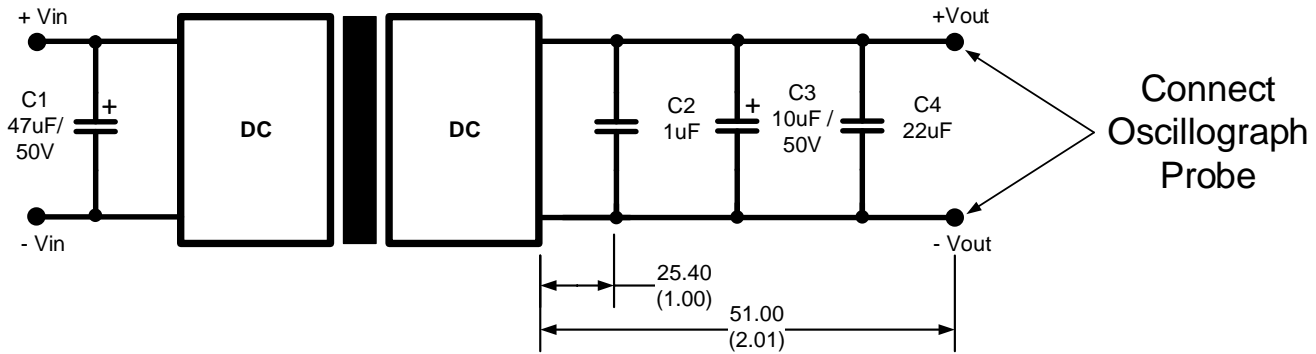 + Vin
C1
47uF/
50V
+
- Vin
DC
DC
C2
1uF
+
C3
10uF /
50V
C4
22uF
+Vout
- Vout
Connect
Oscillograph
Probe
25.40
(1.00)
51.00
(2.01)